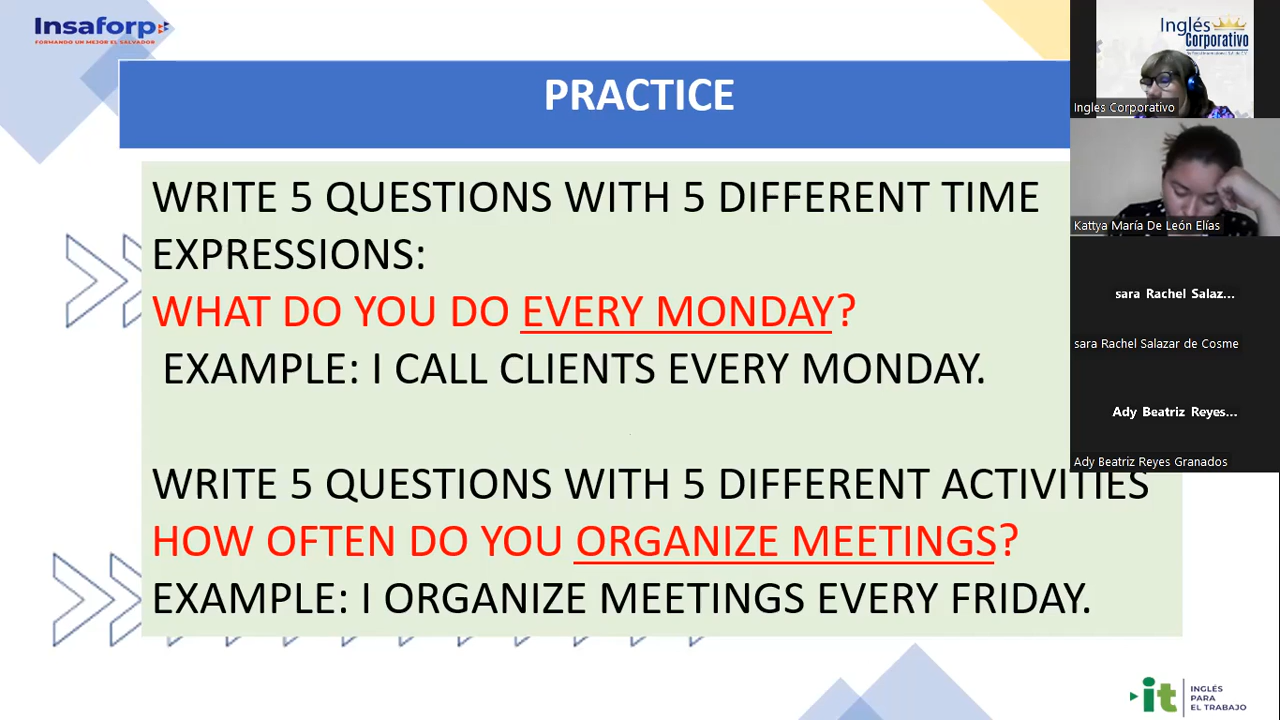 Insaforp
FORMANDO UN MEJOR EL SALVADOR
PRACTICE
WRITE 5 QUESTIONS WITH 5 DIFFERENT TIME
EXPRESSIONS:
WHAT DO YOU DO EVERY MONDAY?
EXAMPLE: I CALL CLIENTS EVERY MONDAY.
WRITE 5 QUESTIONS WITH 5 DIFFERENT ACTIVITIES
HOW OFTEN DO YOU ORGANIZE MEETINGS?
EXAMPLE: I ORGANIZE MEETINGS EVERY FRIDAY.
Inglés
Corporativo
Ingles Corporativo
Kattya María De León Elías
sara Rachel Salaz...
sara Rachel Salazar de Cosme
Ady Beatriz Reyes...
Ady Beatriz Reyes Granados
it
INGLÉS
PARA
EL TRABAJO